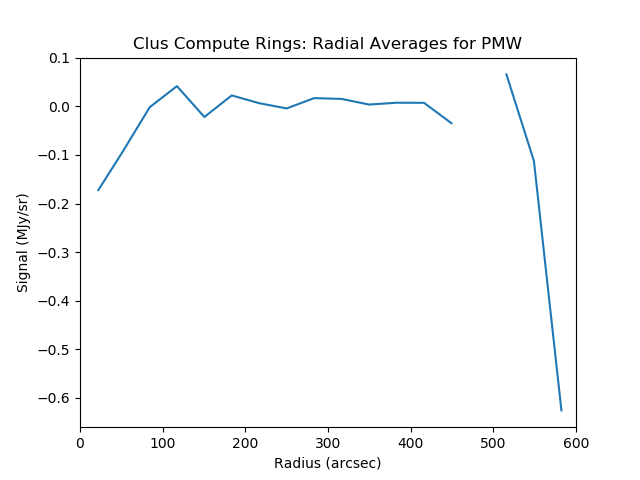 Clus Compute Rings: Radial Averages for PMW
Signal (MJy/sr)
0.1
0.0
−0.1
−0.2
−0.3
−0.4
−0.5
−0.6
0 100 200 300 400 500 600
Radius (arcsec)